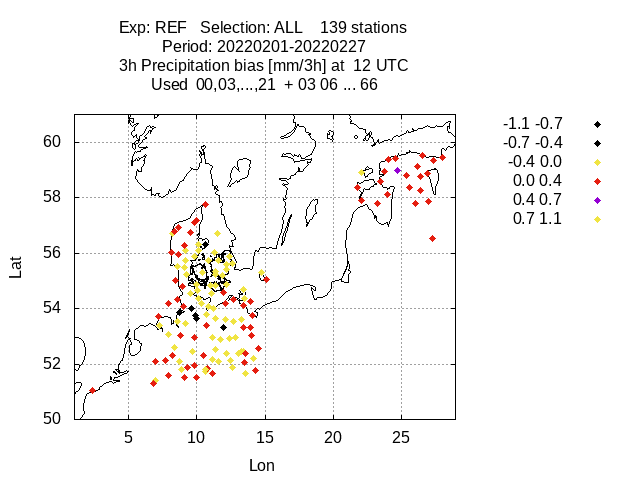 Exp: REF   Selection: ALL    139 stations
Period: 20220201-20220227
3h Precipitation bias [mm/3h] at  12 UTC
Used  00,03,...,21  + 03 06 ... 66
-1.1 -0.7
-0.7 -0.4
-0.4 0.0
0.0 0.4
0.4 0.7
0.7 1.1
60
58
56
54
52
50
Lat
5 10 15 20 25
Lon